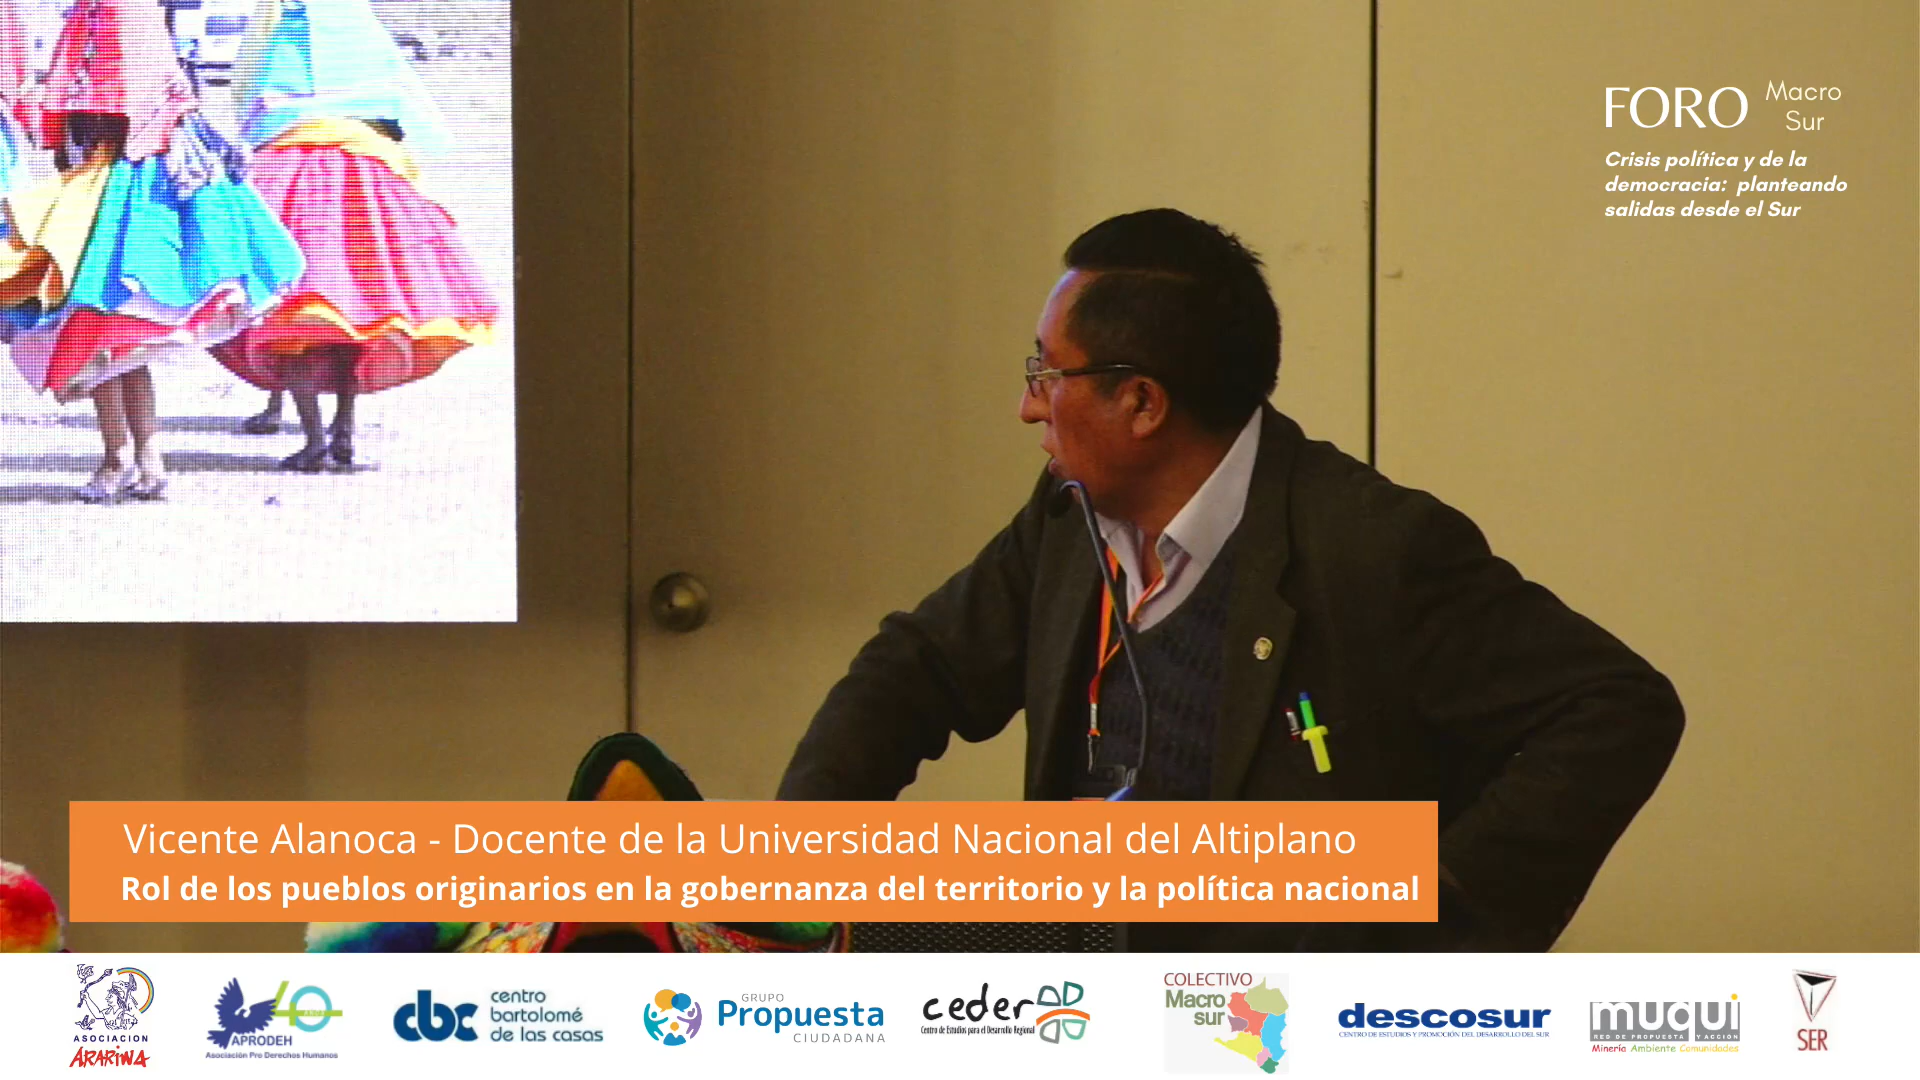 FORO Macro
Sur
Crisis política y de la
democracia: planteando
salidas desde el Sur
Vicente Alanoca - Docente de la Universidad Nacional del Altiplano
Rol de los pueblos originarios en la gobernanza del territorio y la política nacional
ASOCIACION
ARARIWA
40
AÑOS
APRODEH
Asociación Pro Derechos Humanos
cbc
centro
bartolomé
de las casas
GRUPO
Propuesta
CIUDADANA
ceder
Centro de Estudios para el Desarrollo Regional
COLECTIVO
Macro
sur
descosur
CENTRO DE ESTUDIOS Y PROMOCIÓN DEL DESARROLLO DEL SUR
muqui
RED DE PROPUESTA Y ACCION
Minería Ambiente Comunidades
SER